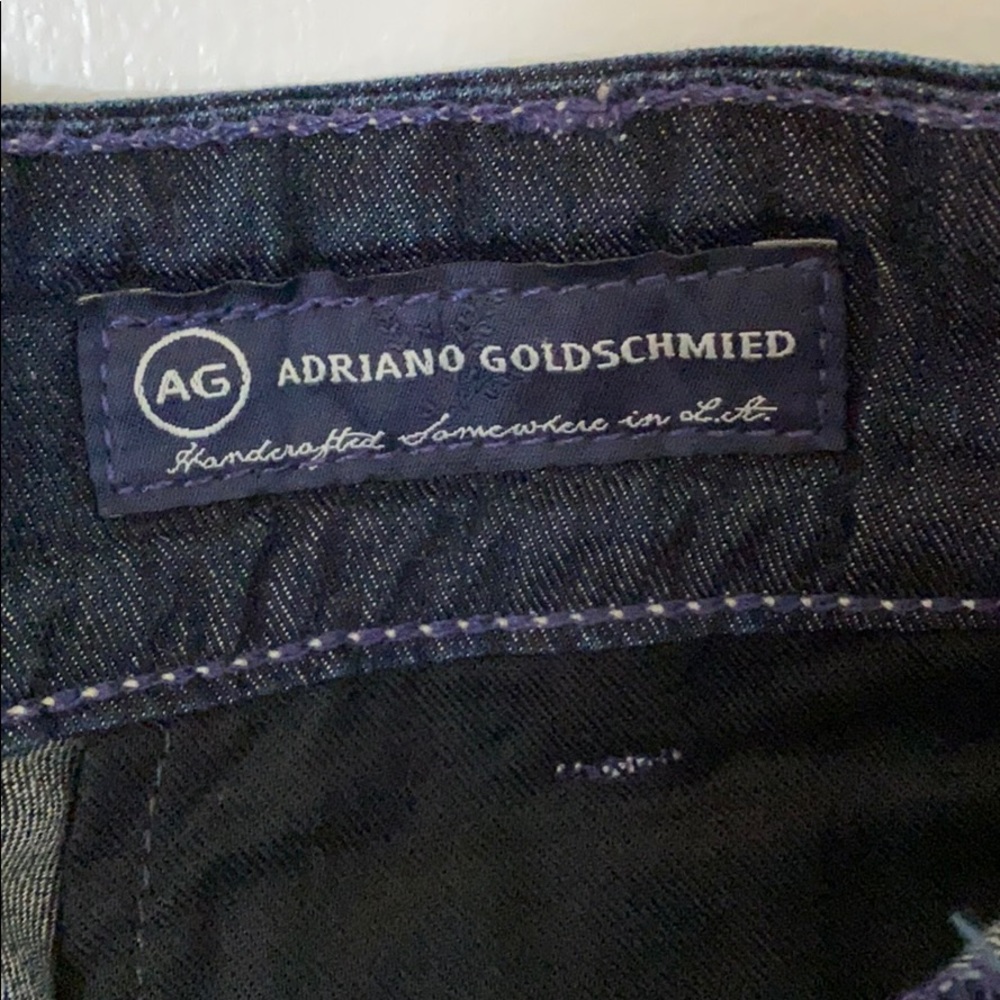 AG ADRIANO GOLDSCHMIED
Handcrafted Somewhere in L.A.